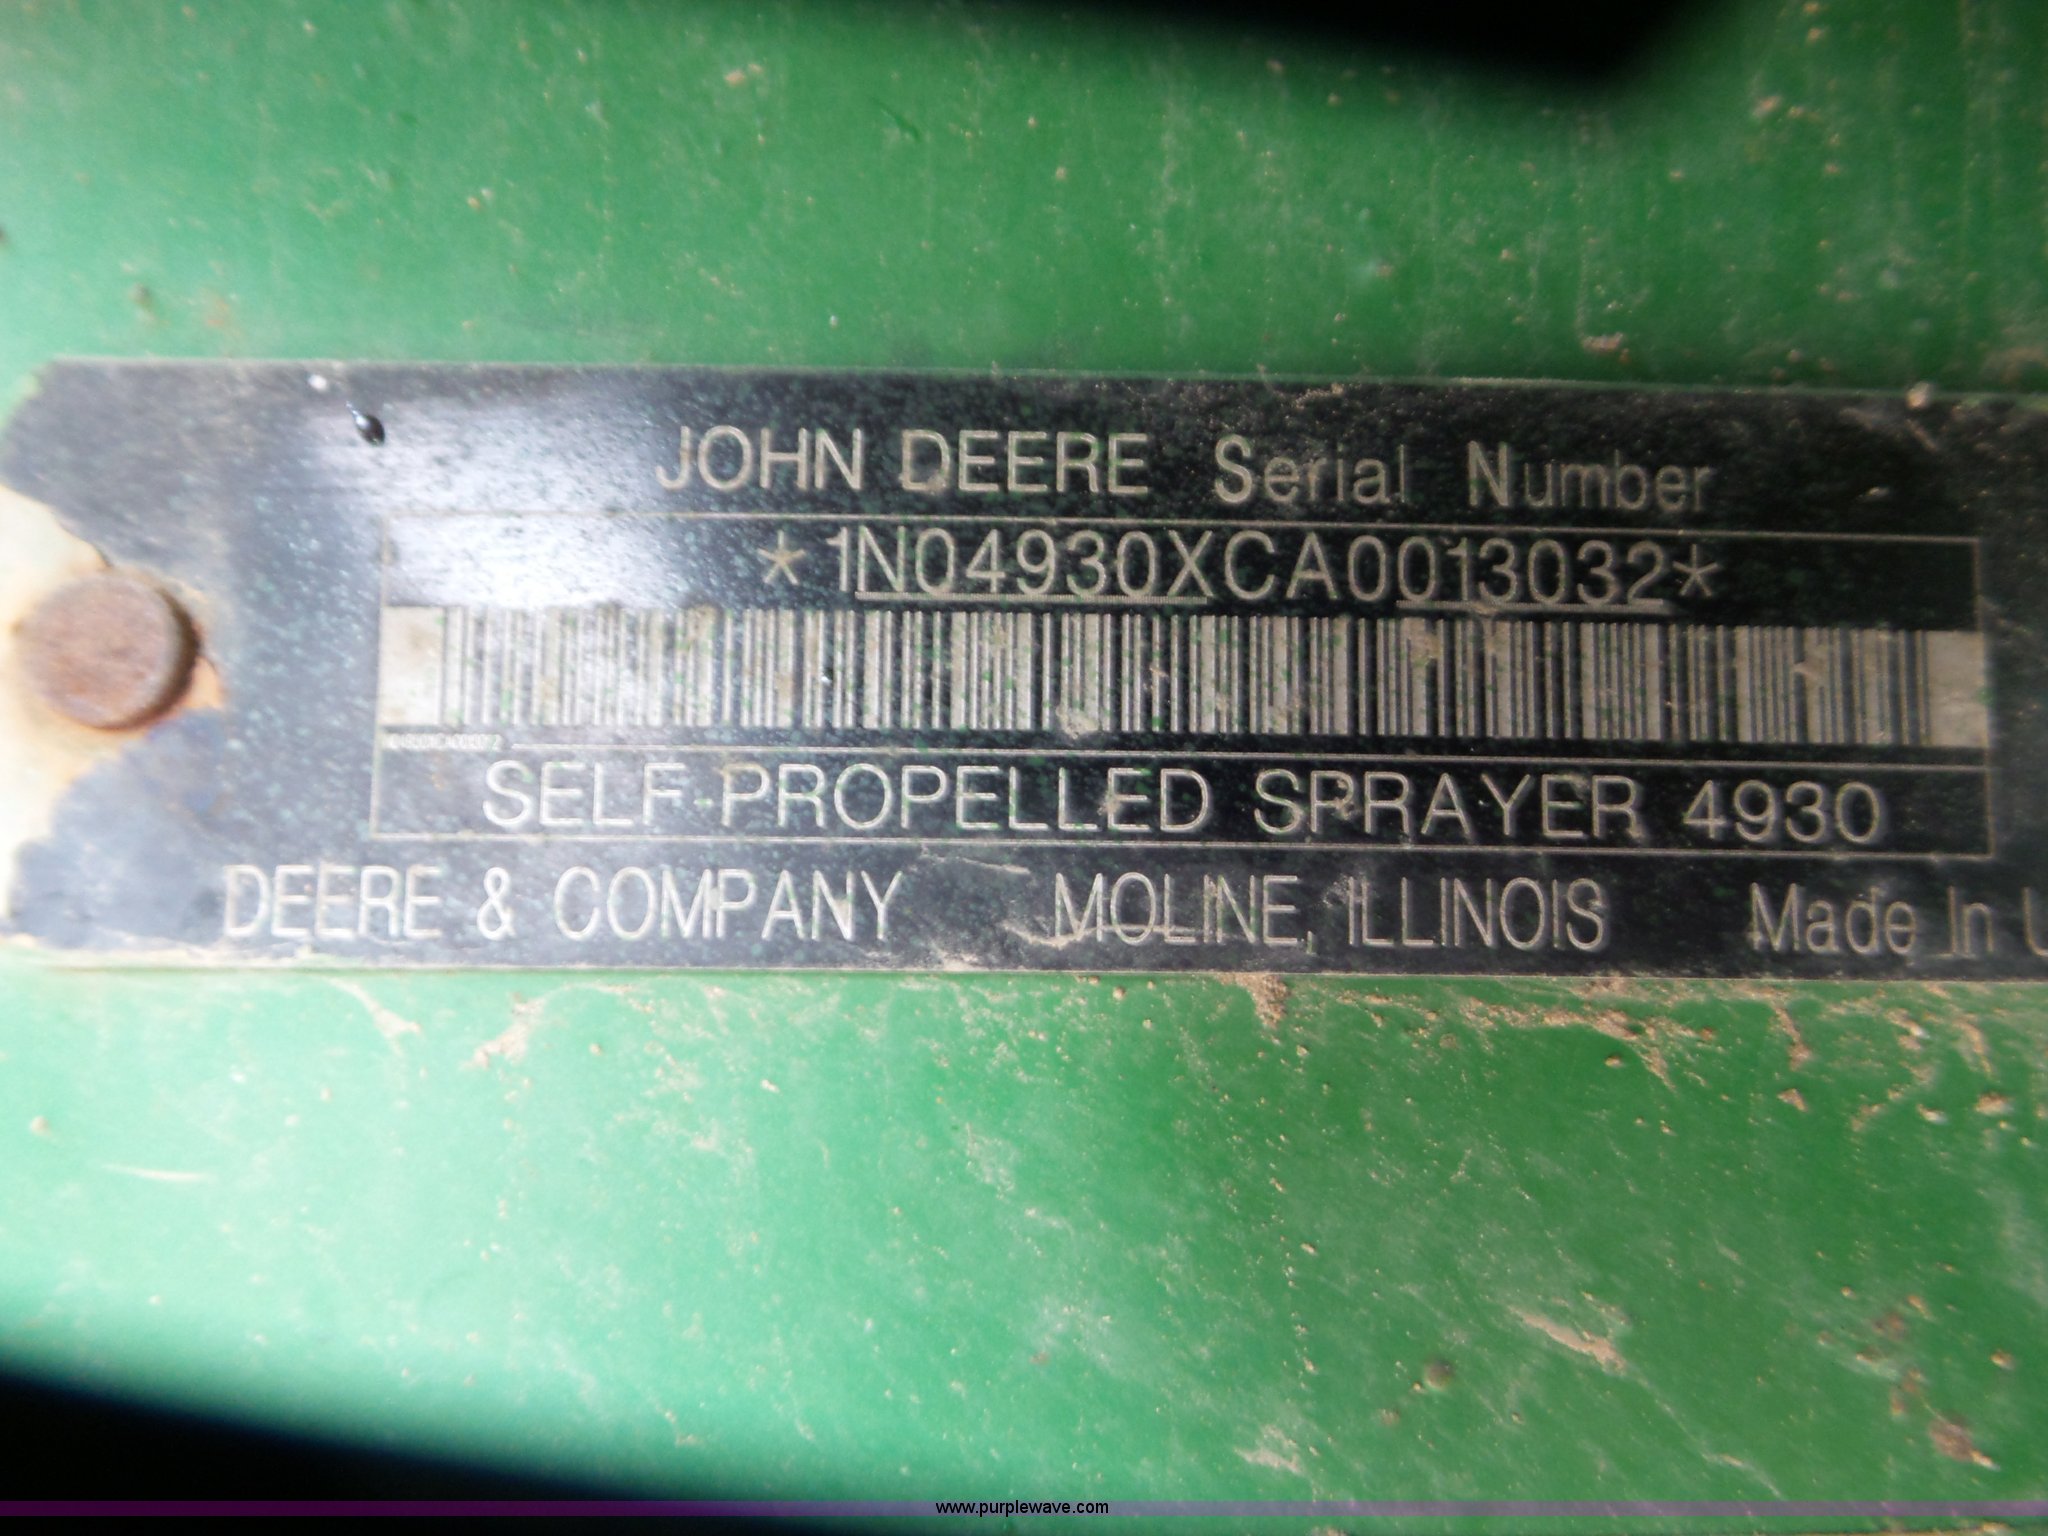 JOHN DEERE Serial Number
*1N04930XCA0013032*
SELF-PROPELLED SPRAYER 4930
DEERE & COMPANY MOLINE, ILLINOIS Made In U
www.purplewave.com